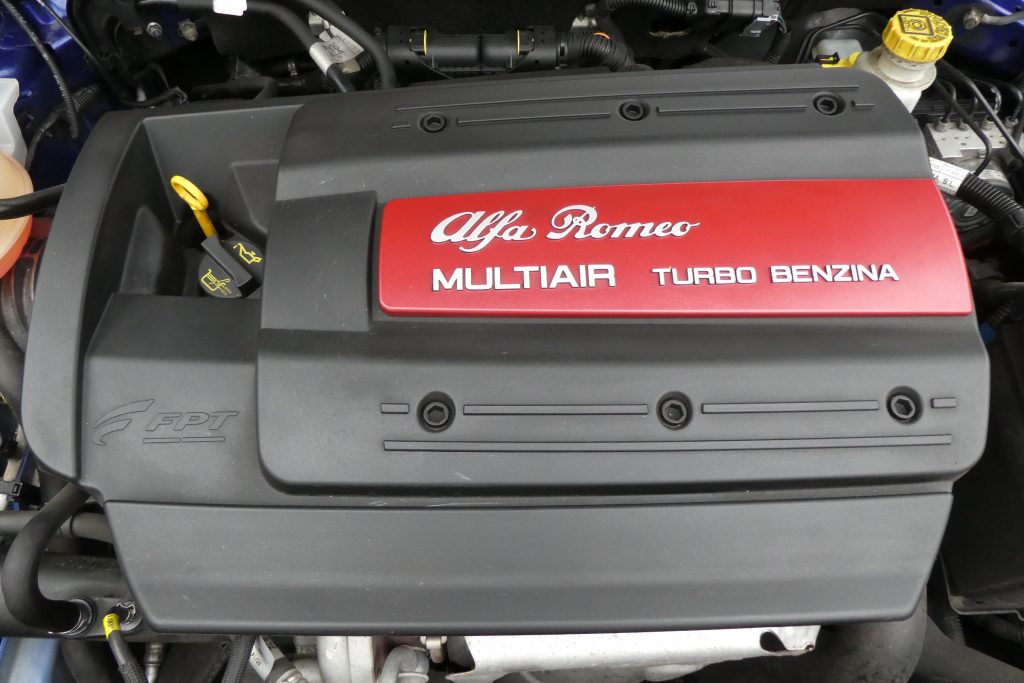 Alfa Romeo
MULTIAIR TURBO BENZINA
FPT